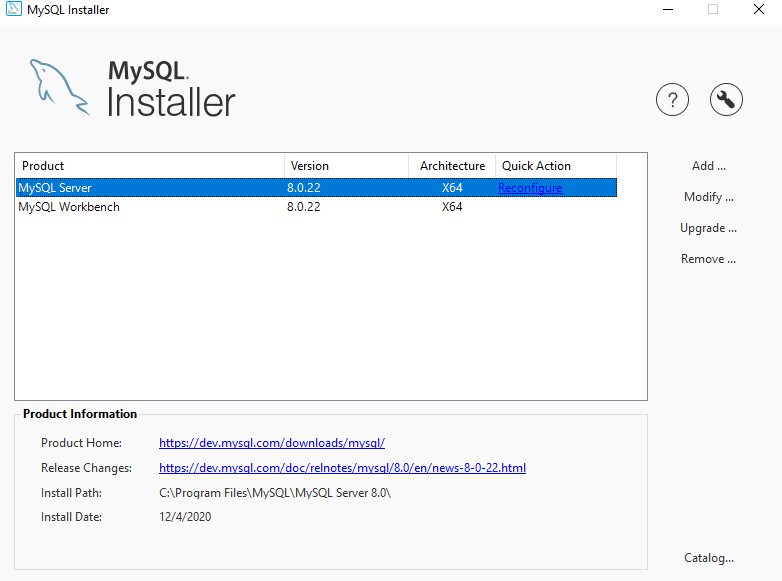 MySQL Installer
MySQL®
Installer
?
Product Version Architecture Quick Action
MySQL Server 8.0.22 X64 Reconfigure
MySQL Workbench 8.0.22 X64
Add ...
Modify ...
Upgrade ...
Remove ...
Product Information
Product Home: https://dev.mysql.com/downloads/mysql/
Release Changes: https://dev.mysql.com/doc/relnotes/mysql/8.0/en/news-8-0-22.html
Install Path: C:\Program Files\MySQL\MySQL Server 8.0\
Install Date: 12/4/2020
Catalog...